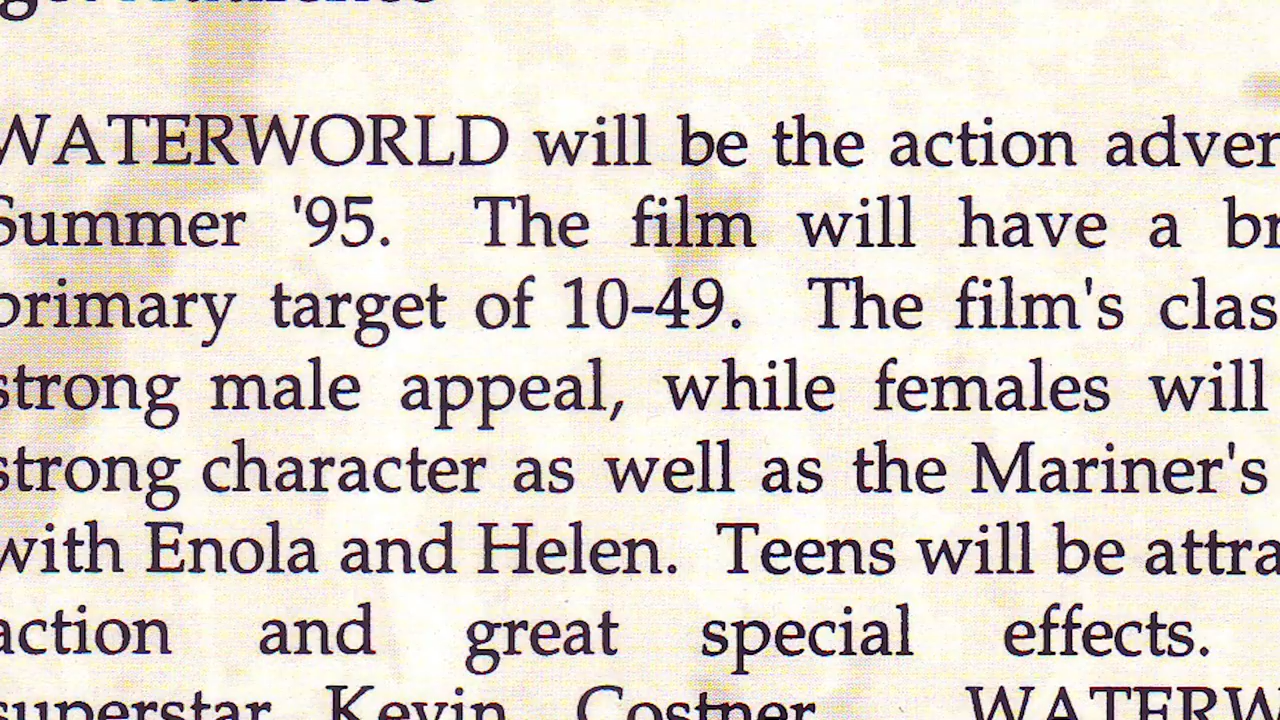 WATERWORLD will be the action adven
Summer '95. The film will have a br
primary target of 10-49. The film's clas
strong male appeal, while females will
strong character as well as the Mariner's
with Enola and Helen. Teens will be attra
action and great special effects.
superstar Kevin Costner WATERW